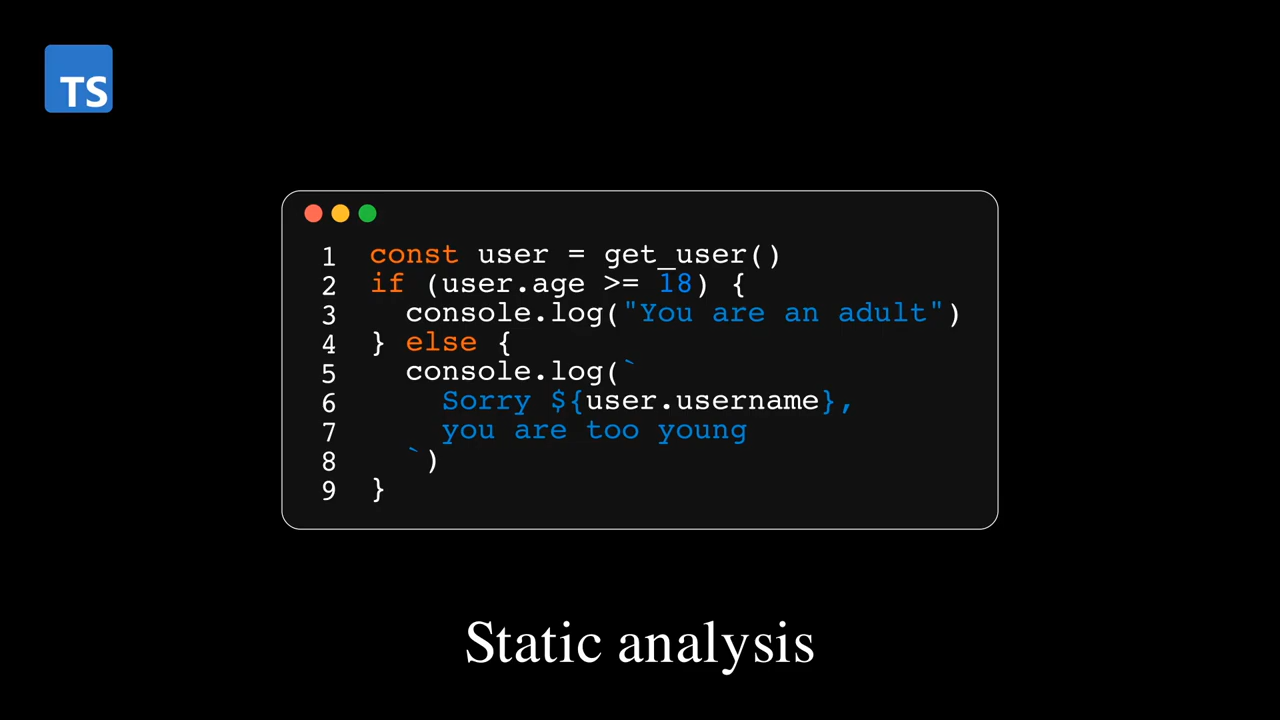 TS
1 const user = get_user()
2 if (user.age >= 18) {
3   console.log("You are an adult")
4 } else {
5   console.log(`
6     Sorry ${user.username},
7     you are too young
8   `)
9 }
Static analysis